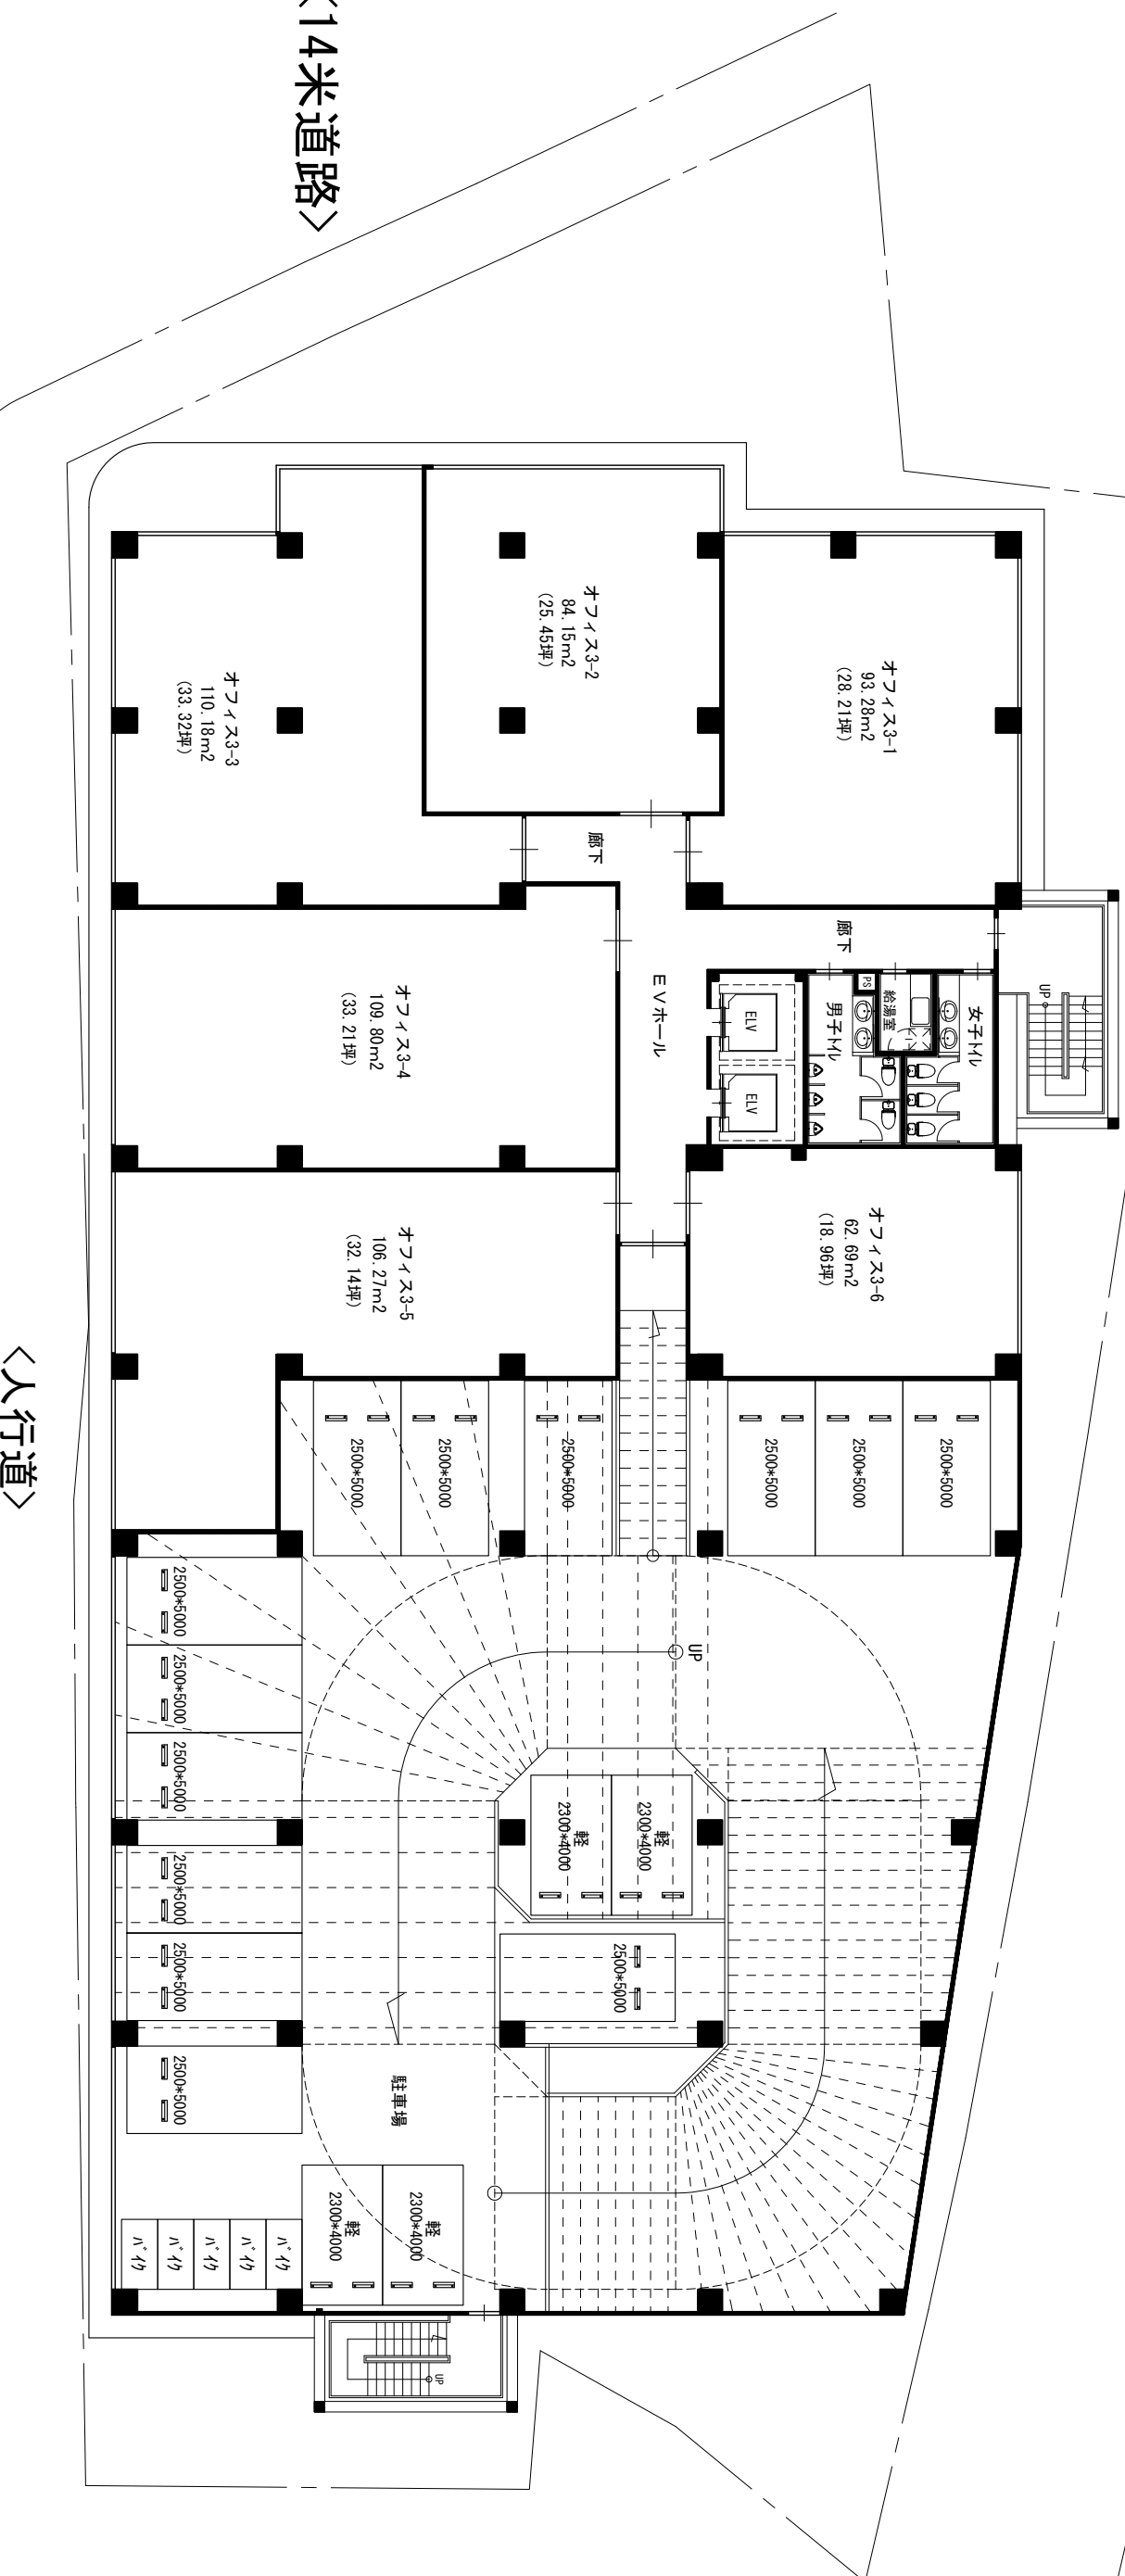 〈14米道路〉
オフィス3-1
93.28m2
(28.21坪)
オフィス3-2
84.15m2
(25.45坪)
オフィス3-3
110.18m2
(33.32坪)
廊下
廊下
UP
女子トイレ
給湯室
PS
男子トイレ
ELV
ELV
EVホール
オフィス3-4
109.80m2
(33.21坪)
オフィス3-5
106.27m2
(32.14坪)
オフィス3-6
62.69m2
(18.96坪)
〈人行道〉
2500*5000
2500*5000
2500*5000
2500*5000
2500*5000
2500*5000
UP
2500*5000
2500*5000
2500*5000
2500*5000
2500*5000
2500*5000
軽
2300*4000
軽
2300*4000
2500*5000
駐車場
軽
2300*4000
軽
2300*4000
バイク
バイク
バイク
バイク
バイク
UP